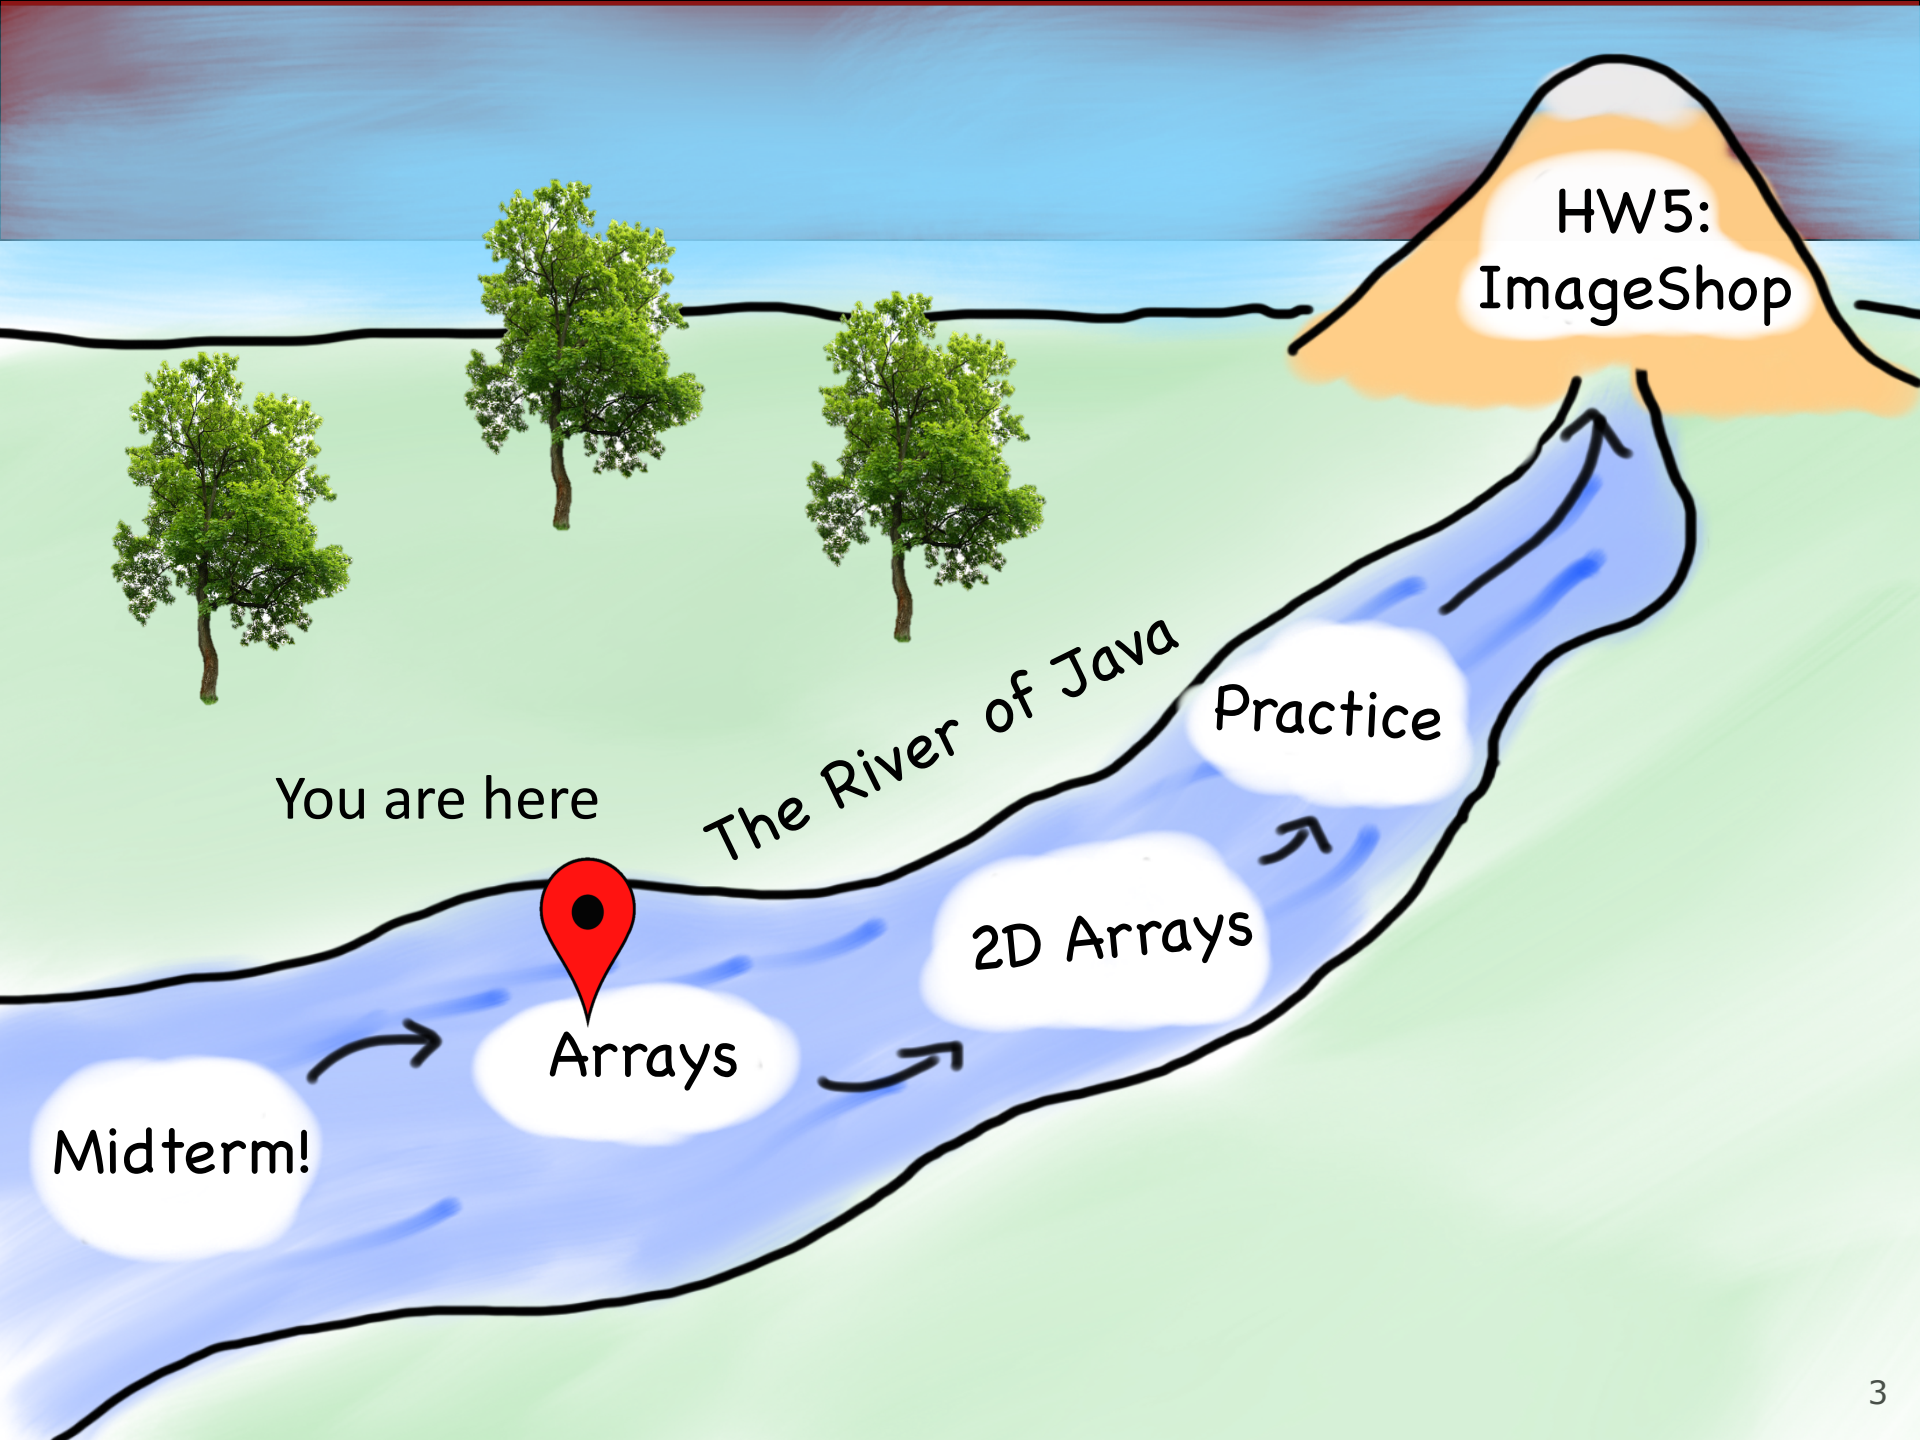 HW5:
ImageShop
The River of Java
Practice
You are here
2D Arrays
Arrays
Midterm!
3